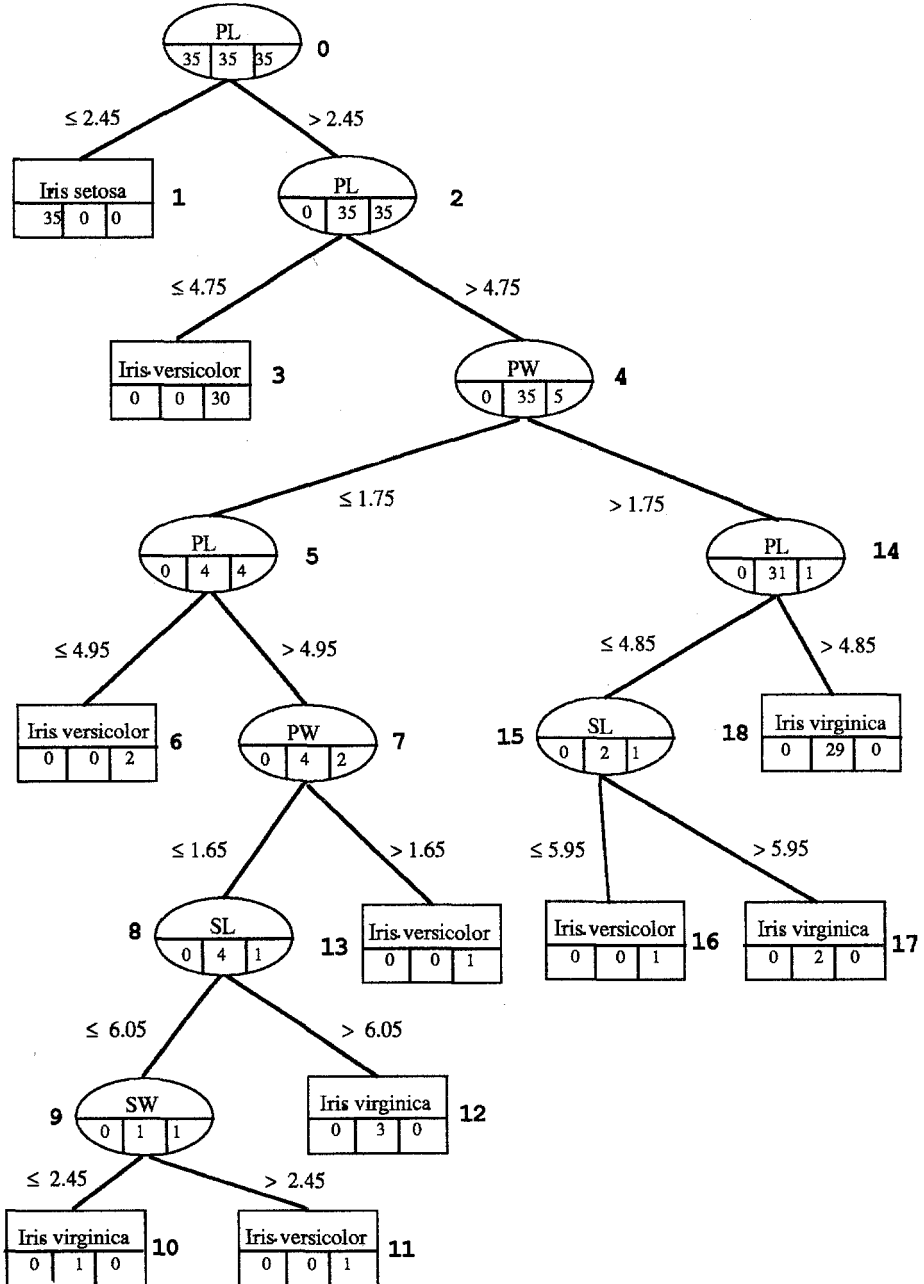 PL
0
35 35 35
≤ 2.45 > 2.45
Iris setosa
1
35 0 0
PL
2
0 35 35
≤ 4.75 > 4.75
Iris versicolor
3
0 0 30
PW
4
0 35 5
≤ 1.75 > 1.75
PL
5
0 4 4
PL
14
0 31 1
≤ 4.95 > 4.95
≤ 4.85 > 4.85
Iris versicolor
6
0 0 2
PW
7
0 4 2
15
SL
0 2 1
18
Iris virginica
0 29 0
≤ 1.65 > 1.65
≤ 5.95 > 5.95
8
SL
0 4 1
13
Iris versicolor
0 0 1
Iris versicolor
16
0 0 1
Iris virginica
17
0 2 0
≤ 6.05 > 6.05
9
SW
0 1 1
Iris virginica
12
0 3 0
≤ 2.45 > 2.45
Iris virginica
10
0 1 0
Iris versicolor
11
0 0 1